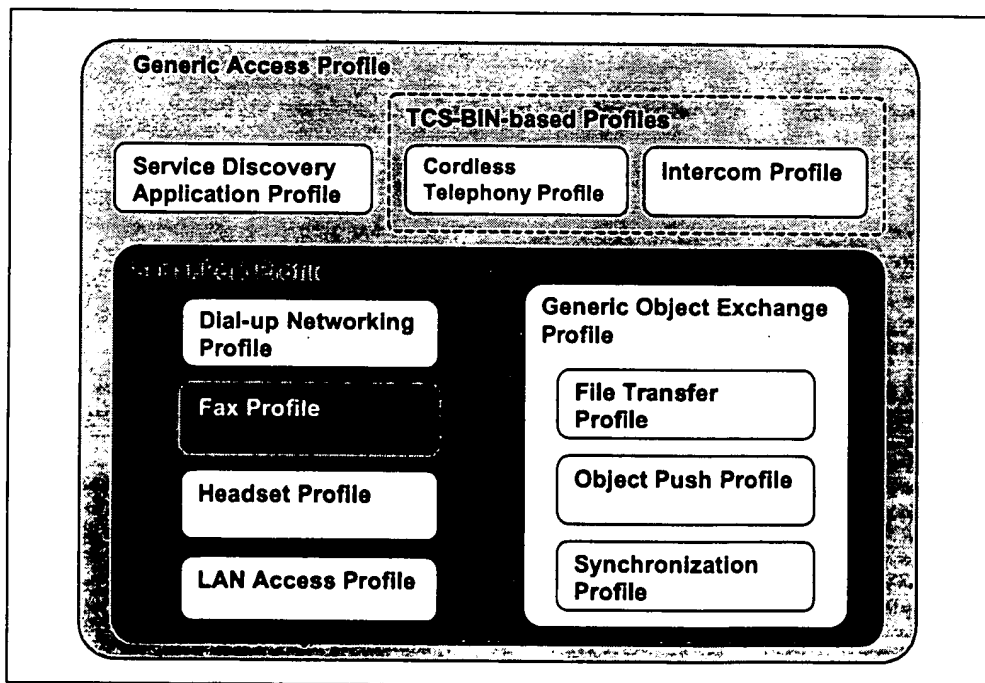 Generic Access Profile
TCS-BIN-based Profiles
Service Discovery
Application Profile
Cordless
Telephony Profile
Intercom Profile
Profile
Dial-up Networking
Profile
Fax Profile
Headset Profile
LAN Access Profile
Generic Object Exchange
Profile
File Transfer
Profile
Object Push Profile
Synchronization
Profile